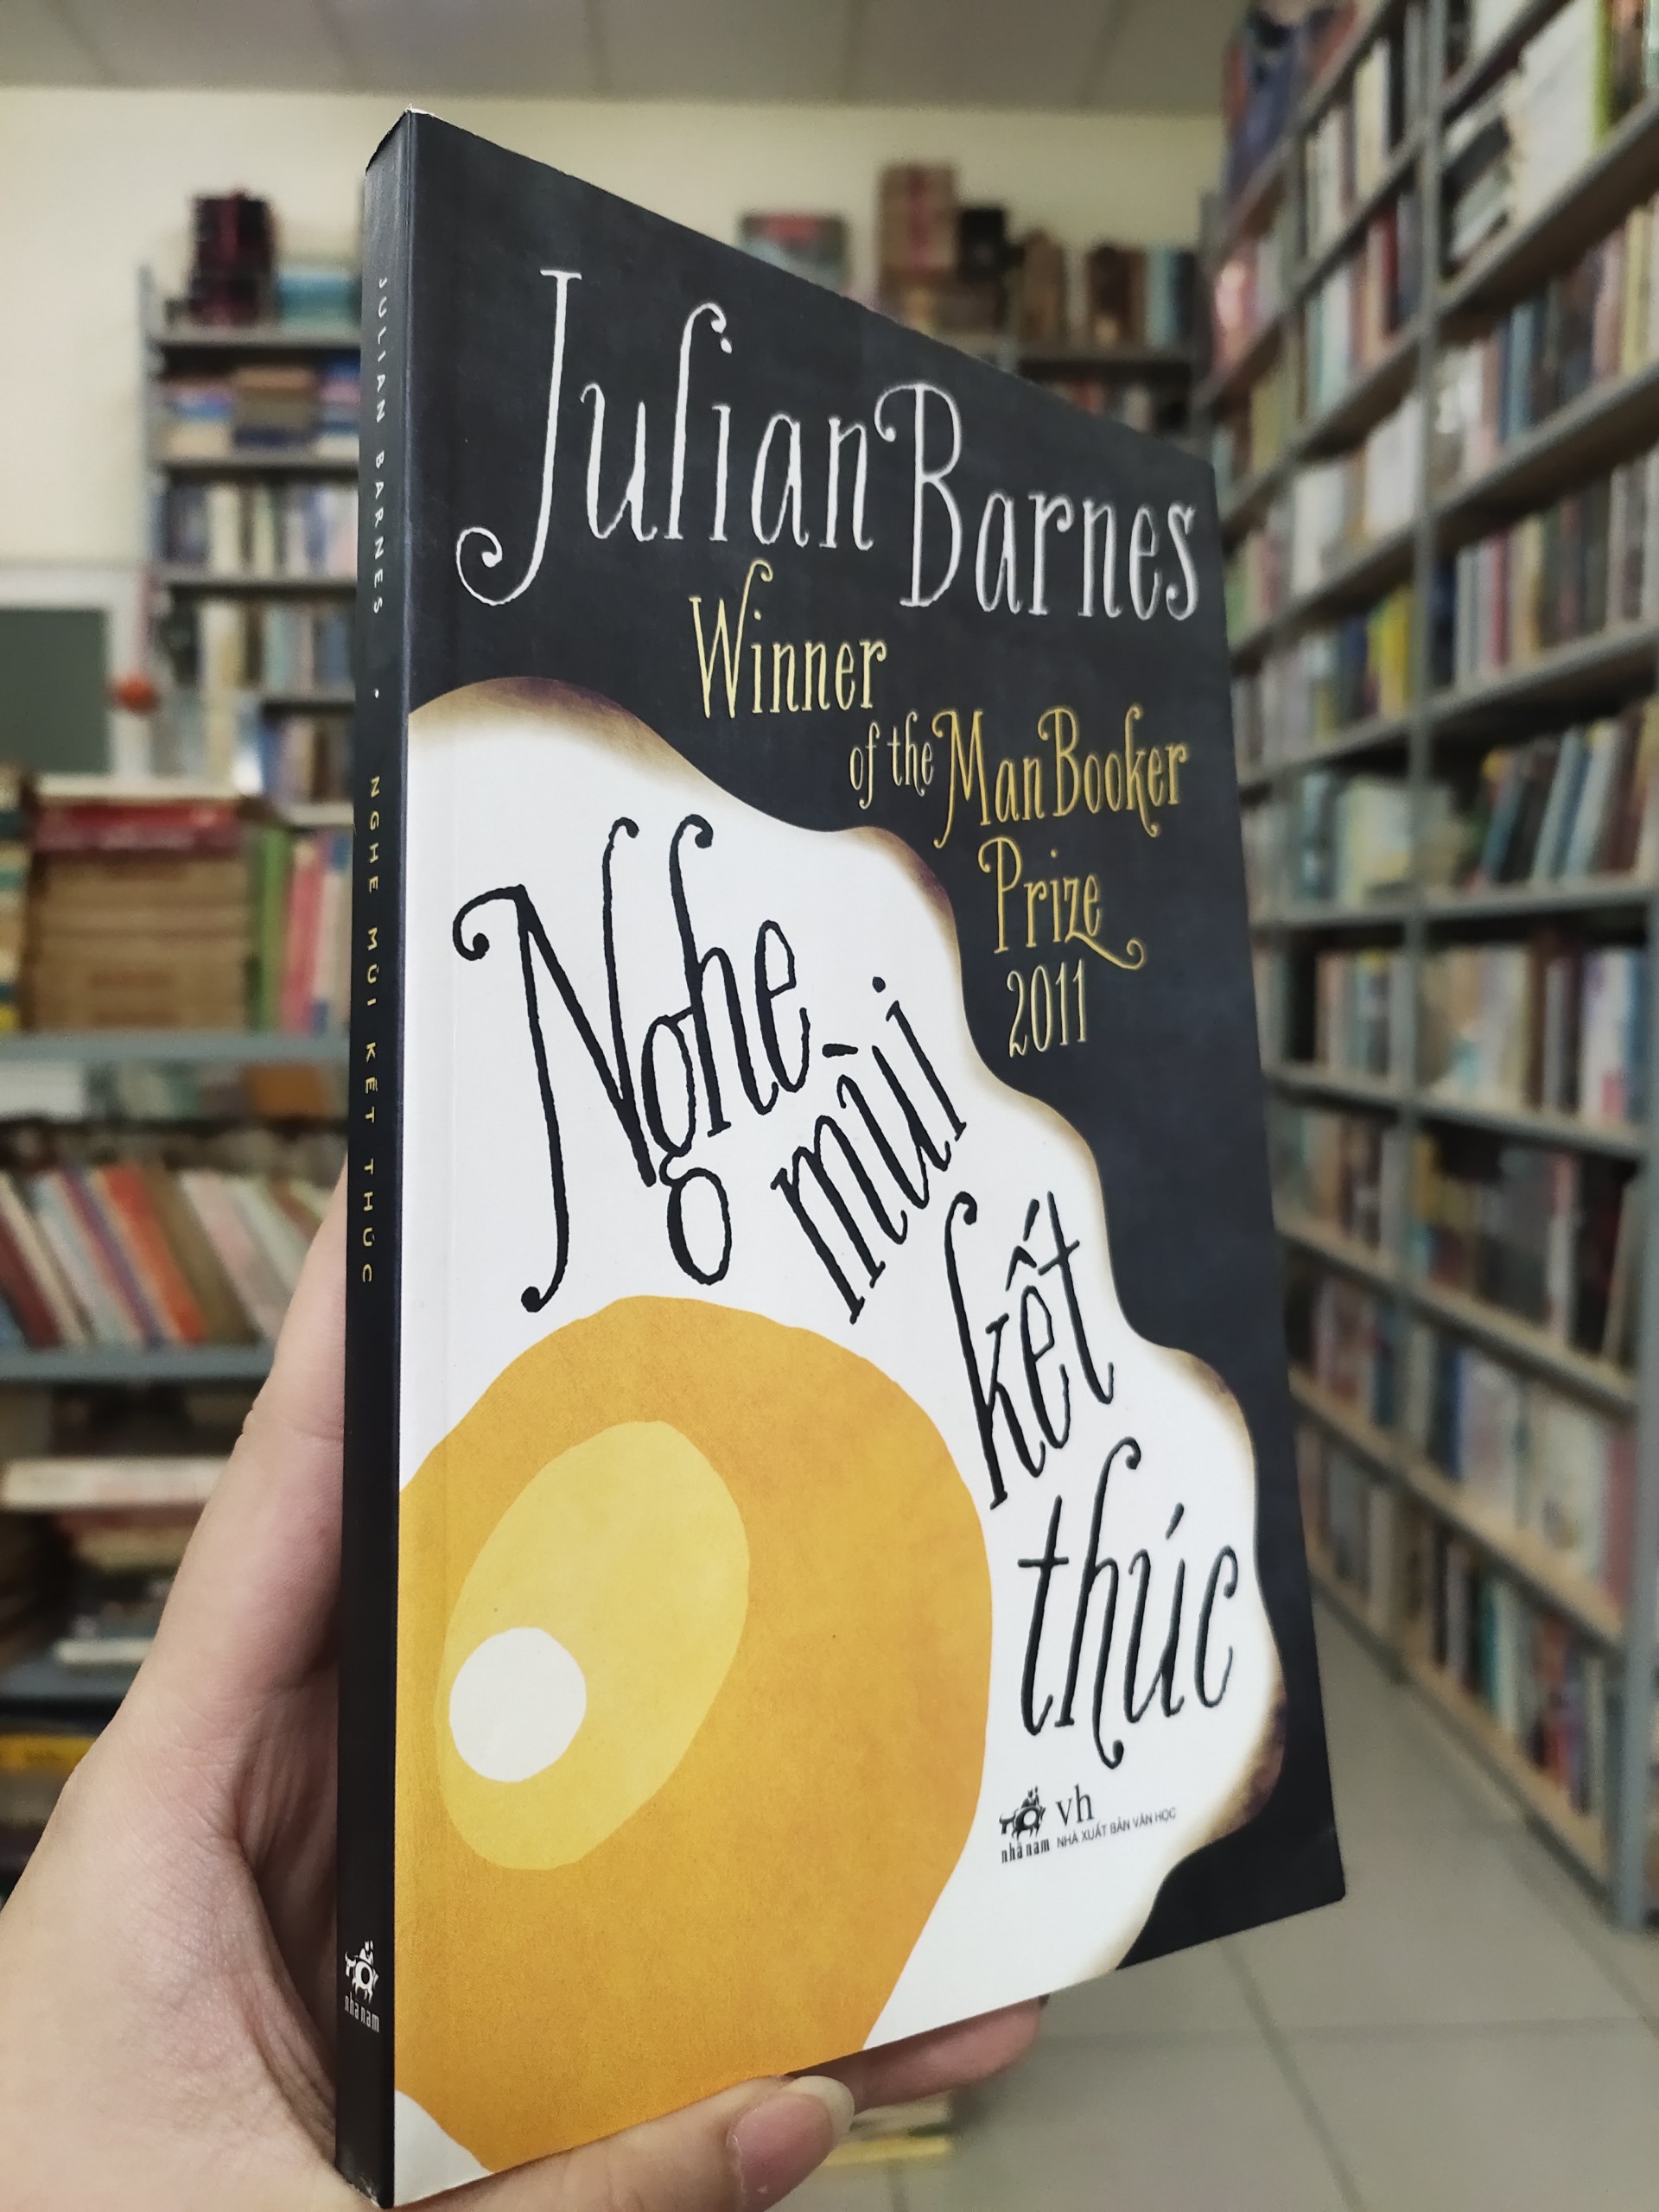 Julian Barnes
Winner
of the Man Booker
Prize
2011
Nghe
mùi
kết
thúc
nhã nam
vh
NHÀ XUẤT BẢN VĂN HỌC
JULIAN BARNES • NGHE MÙI KẾT THÚC
nhã nam